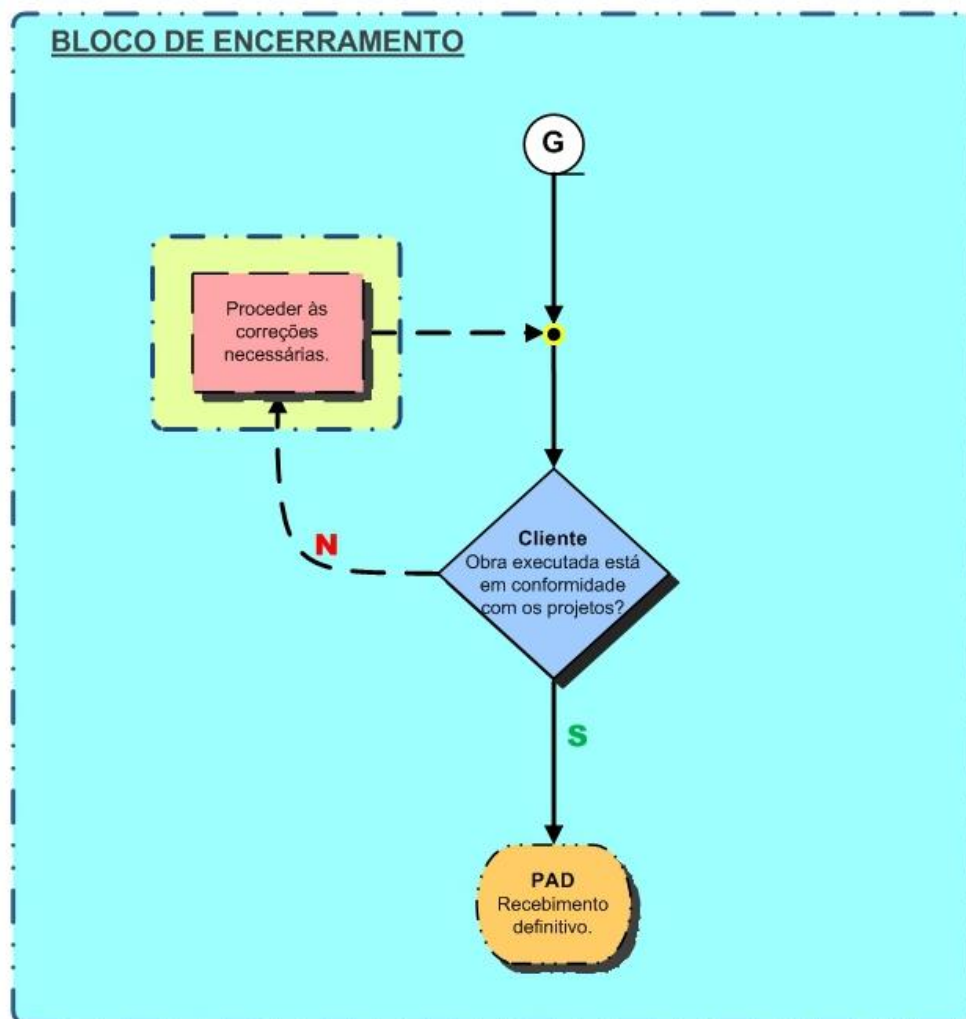 BLOCO DE ENCERRAMENTO
G
Proceder às
correções
necessárias.
N
Cliente
Obra executada está
em conformidade
com os projetos?
S
PAD
Recebimento
definitivo.